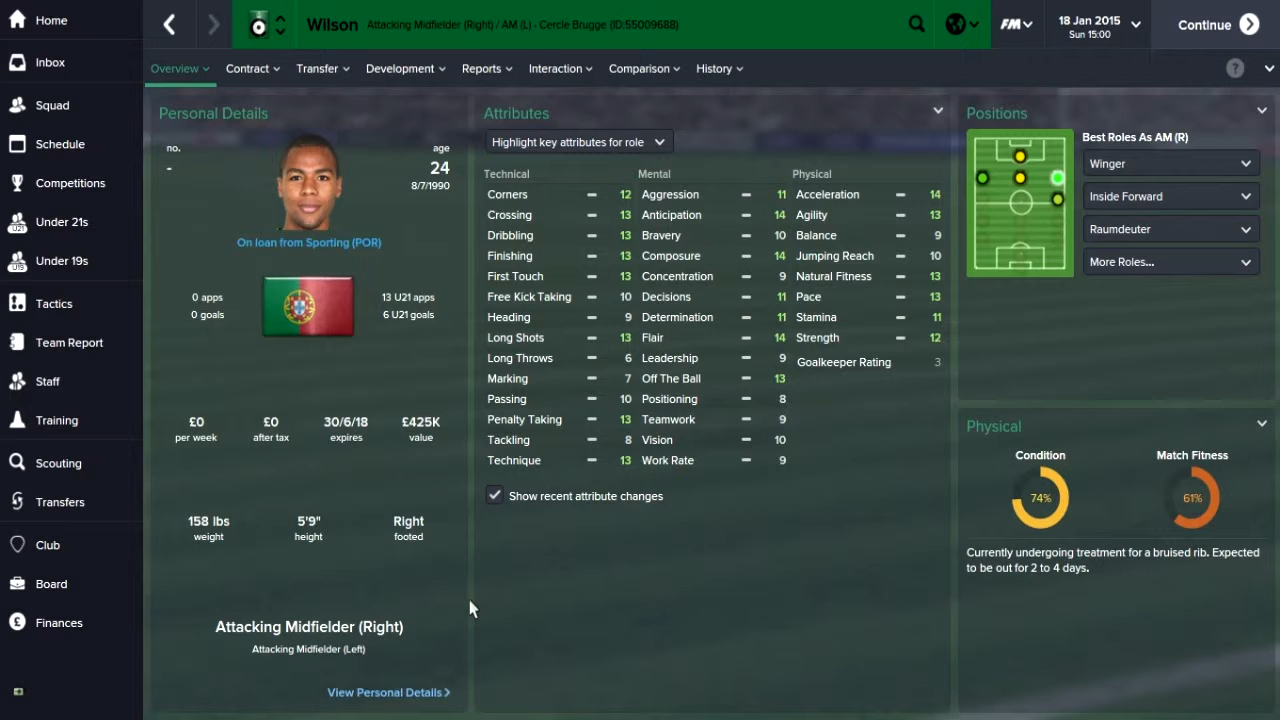 Home
Inbox
Squad
Schedule
Competitions
Under 21s
Under 19s
Tactics
Team Report
Staff
Training
Scouting
Transfers
Club
Board
Finances
Wilson Attacking Midfielder (Right) / AM (L) - Cercle Brugge (ID:55009688)
FM
18 Jan 2015
Sun 15:00
Continue
Overview Contract Transfer Development Reports Interaction Comparison History
?
Personal Details
no.
-
age
24
8/7/1990
On loan from Sporting (POR)
0 apps
0 goals
13 U21 apps
6 U21 goals
£0 per week
£0 after tax
30/6/18 expires
£425K value
158 lbs weight
5'9" height
Right footed
Attacking Midfielder (Right)
Attacking Midfielder (Left)
View Personal Details >
Attributes
Highlight key attributes for role
Technical Mental Physical
Corners - 12 Aggression - 11 Acceleration - 14
Crossing - 13 Anticipation - 14 Agility - 13
Dribbling - 13 Bravery - 10 Balance - 9
Finishing - 13 Composure - 14 Jumping Reach - 10
First Touch - 13 Concentration - 9 Natural Fitness - 13
Free Kick Taking - 10 Decisions - 11 Pace - 13
Heading - 9 Determination - 11 Stamina - 11
Long Shots - 13 Flair - 14 Strength - 12
Long Throws - 6 Leadership - 9 Goalkeeper Rating 3
Marking - 7 Off The Ball - 13
Passing - 10 Positioning - 8
Penalty Taking - 13 Teamwork - 9
Tackling - 8 Vision - 10
Technique - 13 Work Rate - 9
Show recent attribute changes
Positions
Best Roles As AM (R)
Winger
Inside Forward
Raumdeuter
More Roles...
Physical
Condition Match Fitness
74% 61%
Currently undergoing treatment for a bruised rib. Expected
to be out for 2 to 4 days.